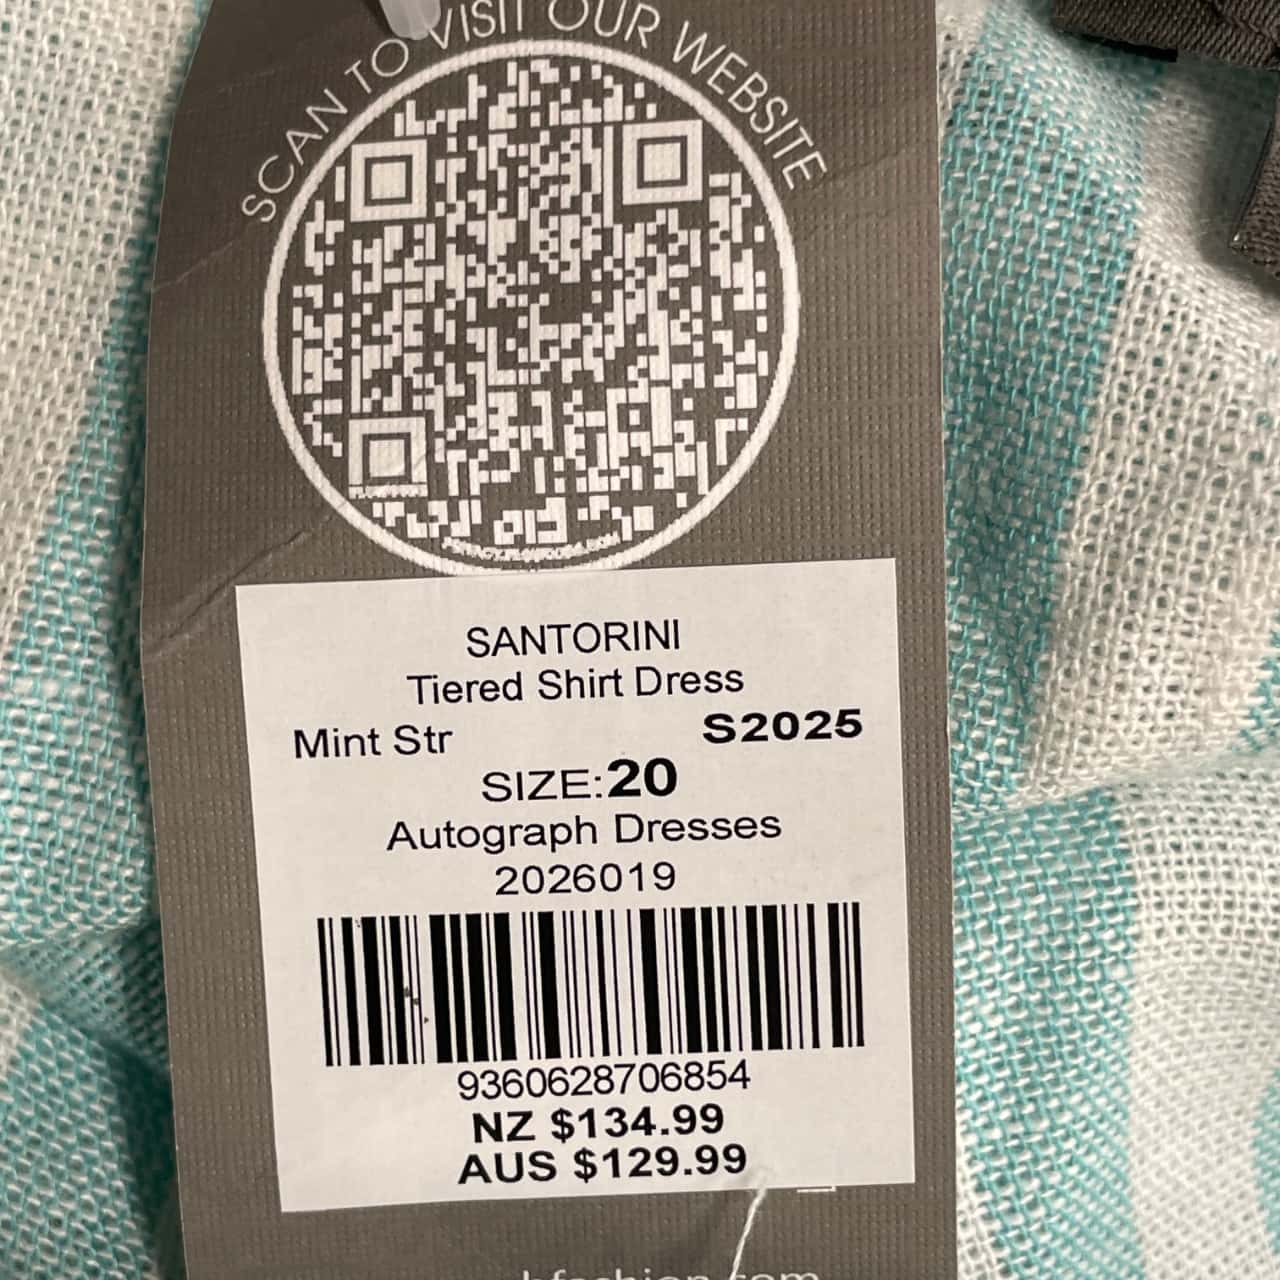 SCAN TO VISIT OUR WEBSITE
SANTORINI
Tiered Shirt Dress
Mint Str S2025
SIZE:20
Autograph Dresses
2026019
9360628706854
NZ $134.99
AUS $129.99